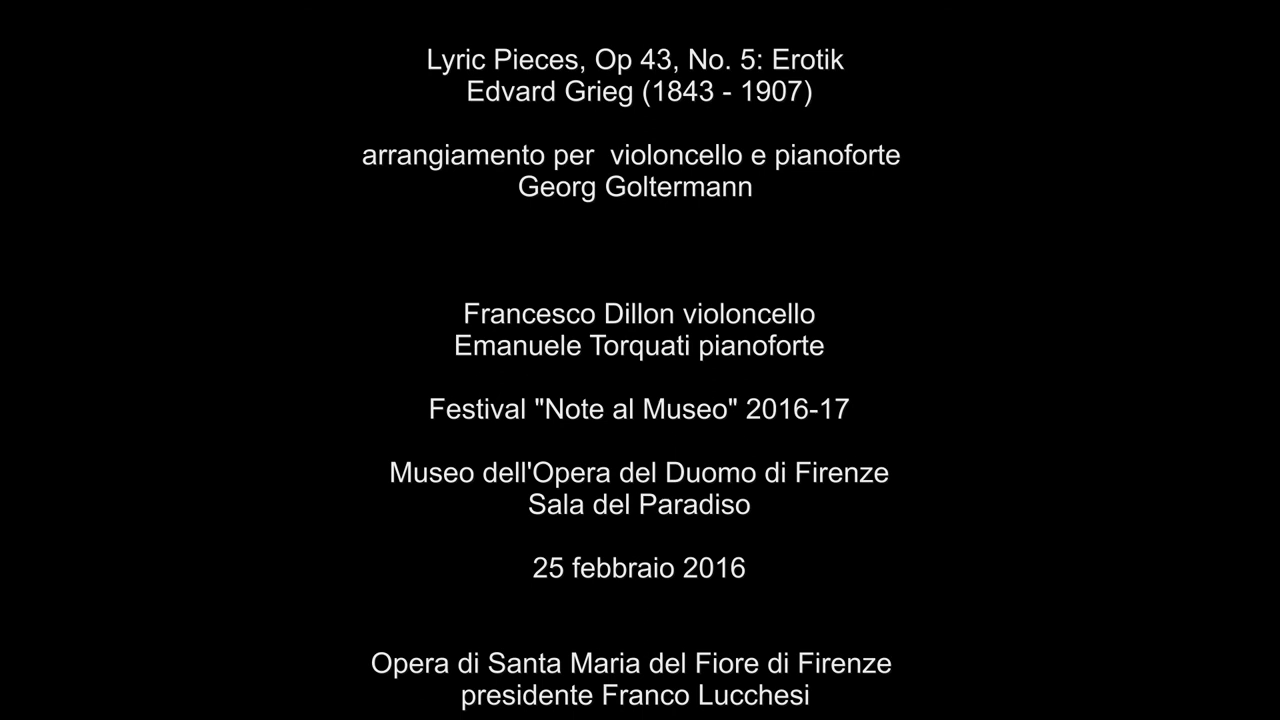 Lyric Pieces, Op 43, No. 5: Erotik
Edvard Grieg (1843 - 1907)
arrangiamento per  violoncello e pianoforte
Georg Goltermann
Francesco Dillon violoncello
Emanuele Torquati pianoforte
Festival "Note al Museo" 2016-17
Museo dell'Opera del Duomo di Firenze
Sala del Paradiso
25 febbraio 2016
Opera di Santa Maria del Fiore di Firenze
presidente Franco Lucchesi